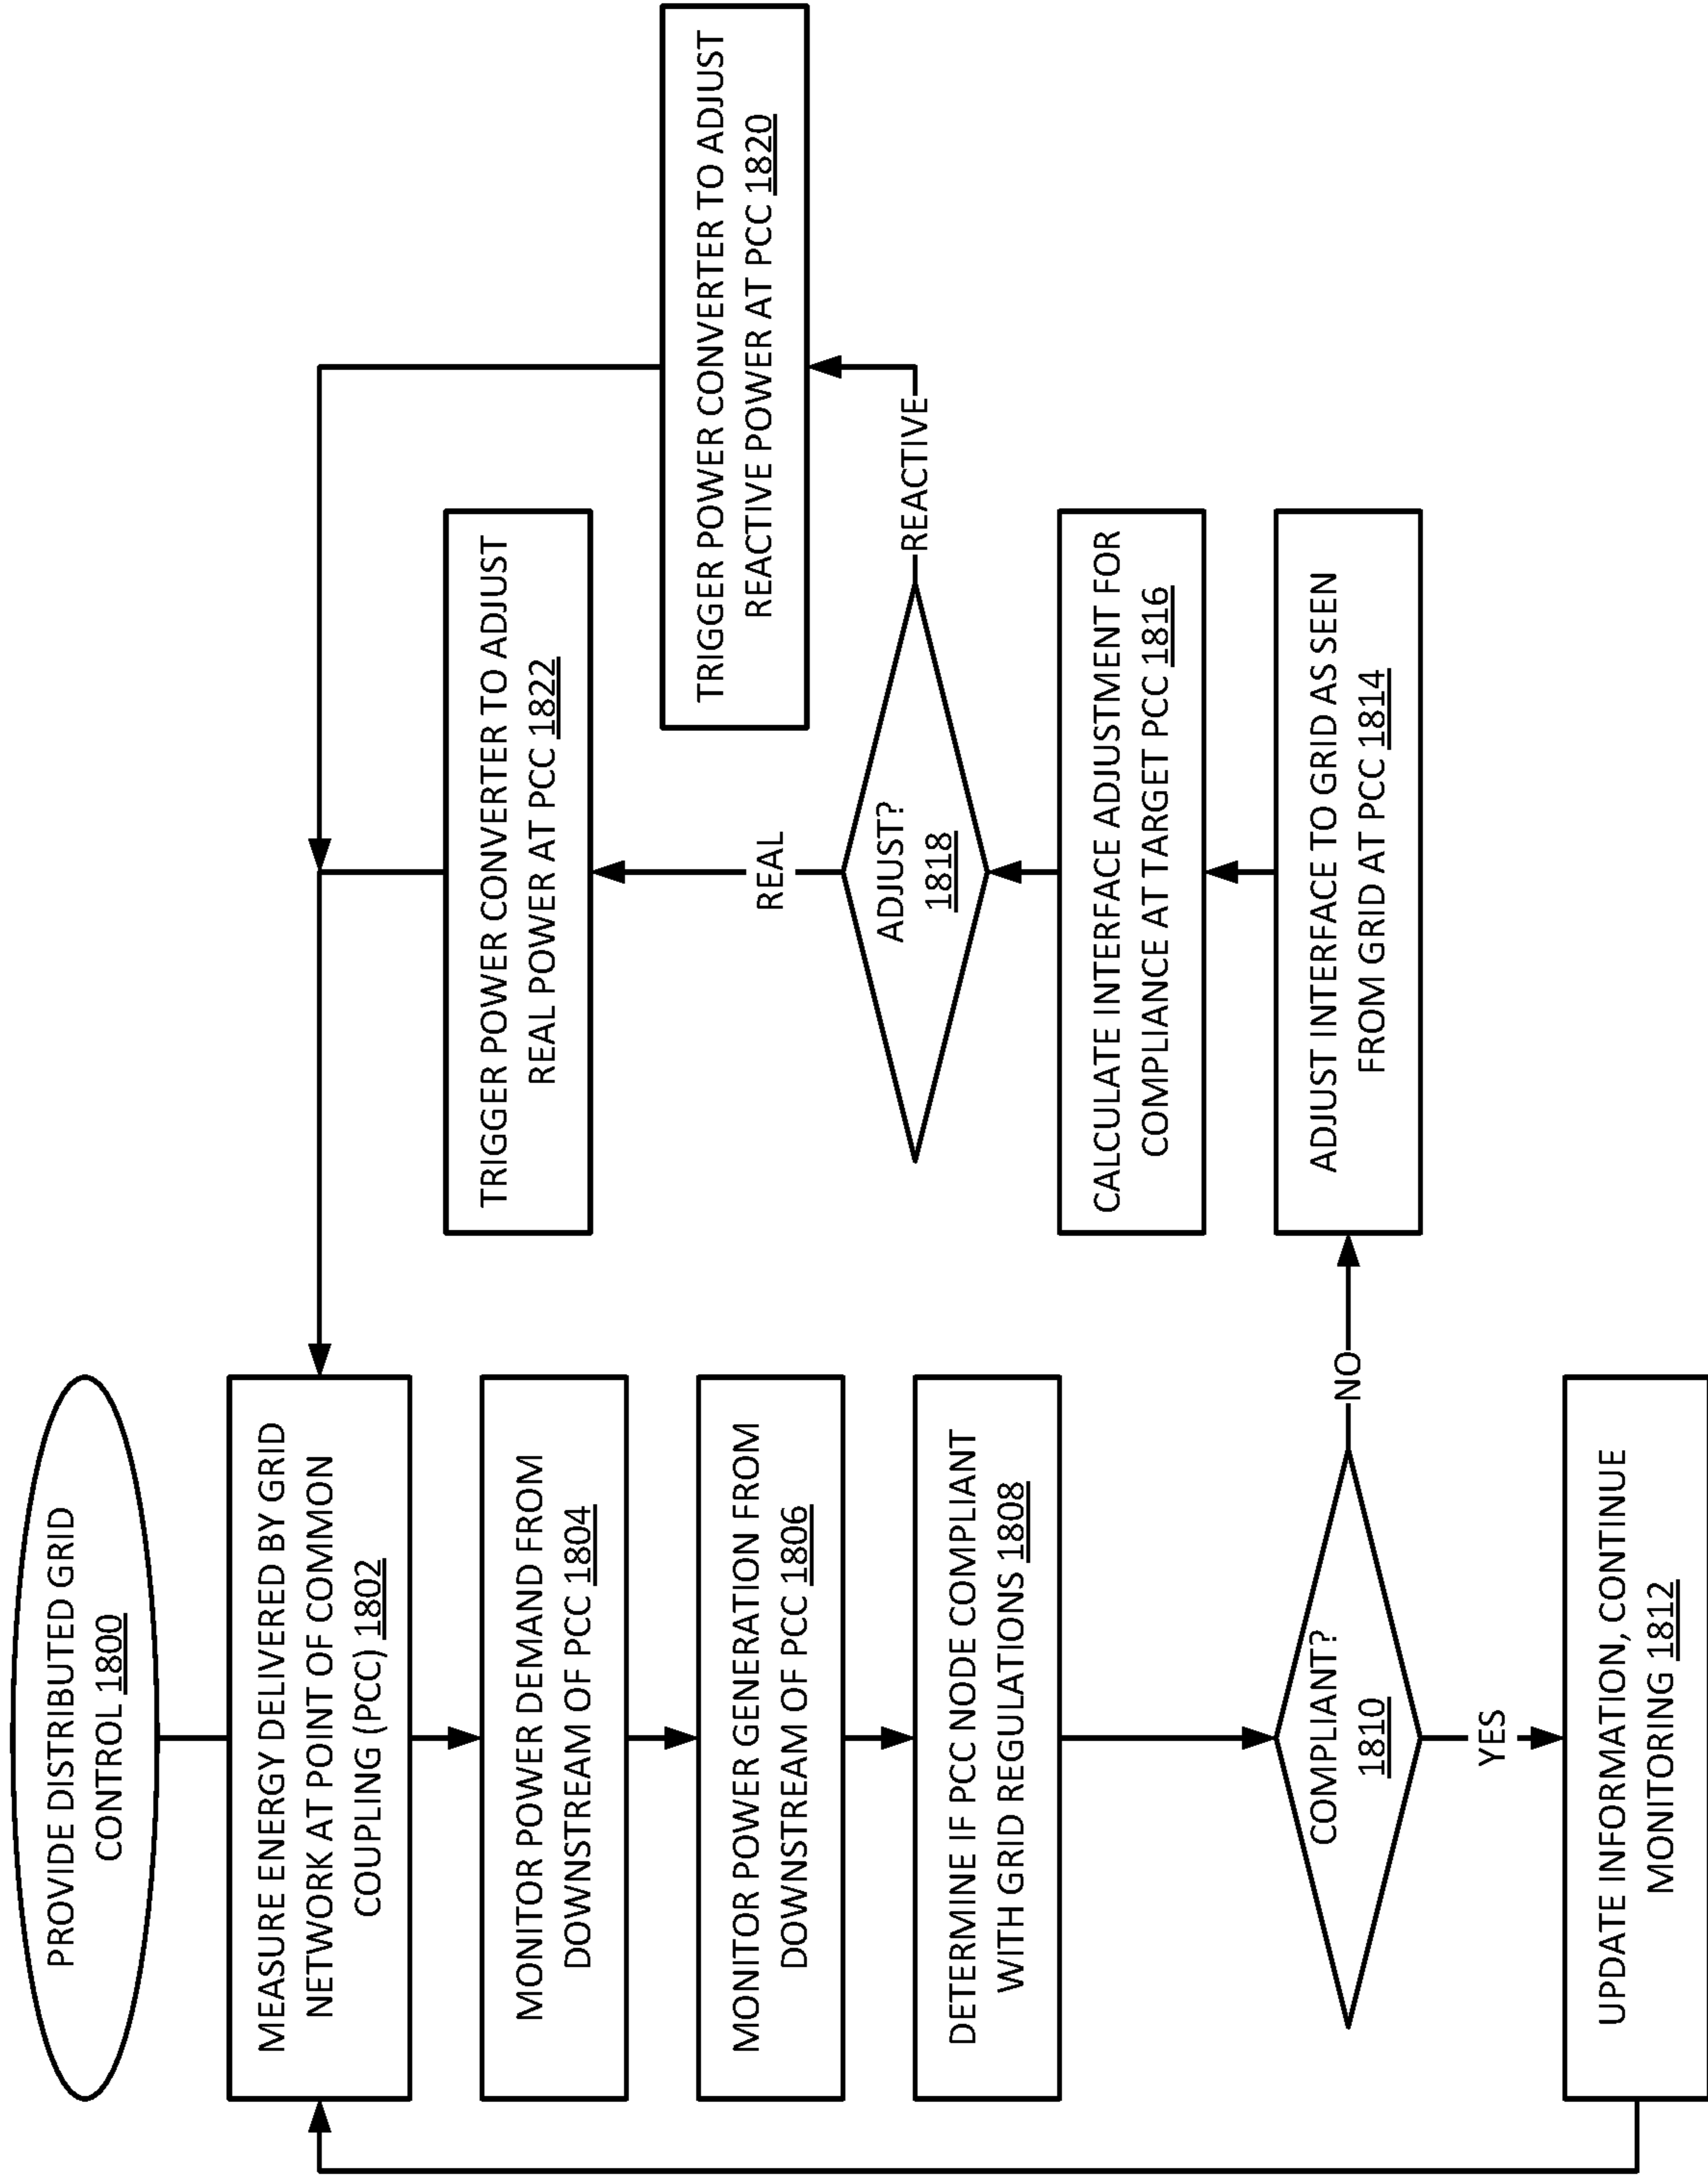 PROVIDE DISTRIBUTED GRID
CONTROL 1800
MEASURE ENERGY DELIVERED BY GRID
NETWORK AT POINT OF COMMON
COUPLING (PCC) 1802
MONITOR POWER DEMAND FROM
DOWNSTREAM OF PCC 1804
MONITOR POWER GENERATION FROM
DOWNSTREAM OF PCC 1806
DETERMINE IF PCC NODE COMPLIANT
WITH GRID REGULATIONS 1808
COMPLIANT?
1810
YES
UPDATE INFORMATION, CONTINUE
MONITORING 1812
NO
ADJUST INTERFACE TO GRID AS SEEN
FROM GRID AT PCC 1814
CALCULATE INTERFACE ADJUSTMENT FOR
COMPLIANCE AT TARGET PCC 1816
ADJUST?
1818
REACTIVE
TRIGGER POWER CONVERTER TO ADJUST
REACTIVE POWER AT PCC 1820
REAL
TRIGGER POWER CONVERTER TO ADJUST
REAL POWER AT PCC 1822